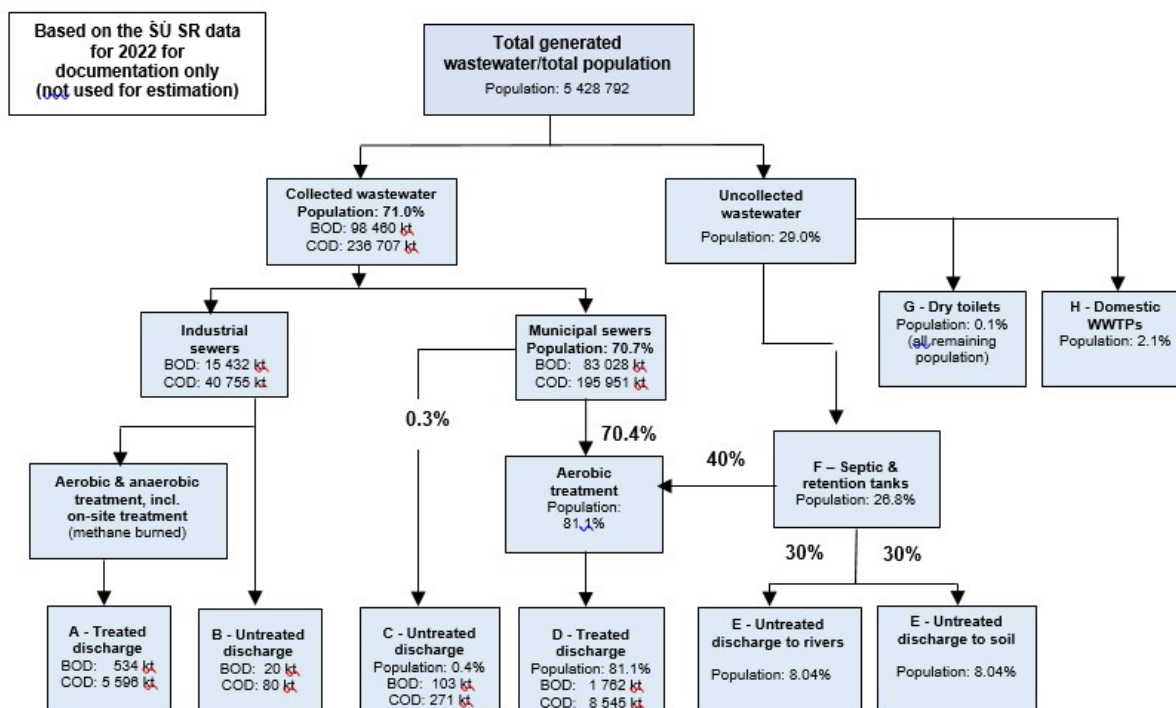 Based on the ŠÚ SR data
for 2022 for
documentation only
(not used for estimation)
Total generated
wastewater/total population
Population: 5 428 792
Collected wastewater
Population: 71.0%
BOD: 98 460 kt
COD: 236 707 kt
Uncollected
wastewater
Population: 29.0%
Industrial
sewers
BOD: 15 432 kt
COD: 40 755 kt
Municipal sewers
Population: 70.7%
BOD: 83 028 kt
COD: 195 951 kt
G - Dry toilets
Population: 0.1%
(all remaining
population)
H - Domestic
WWTPs
Population: 2.1%
0.3%
70.4%
40%
Aerobic & anaerobic
treatment, incl.
on-site treatment
(methane burned)
Aerobic
treatment
Population:
81.1%
F – Septic &
retention tanks
Population: 26.8%
30%
30%
A - Treated
discharge
BOD: 534 kt
COD: 5 596 kt
B - Untreated
discharge
BOD: 20 kt
COD: 80 kt
C - Untreated
discharge
Population: 0.4%
BOD: 103 kt
COD: 271 kt
D - Treated
discharge
Population: 81.1%
BOD: 1 762 kt
COD: 8 545 kt
E - Untreated
discharge to rivers
Population: 8.04%
E - Untreated
discharge to soil
Population: 8.04%